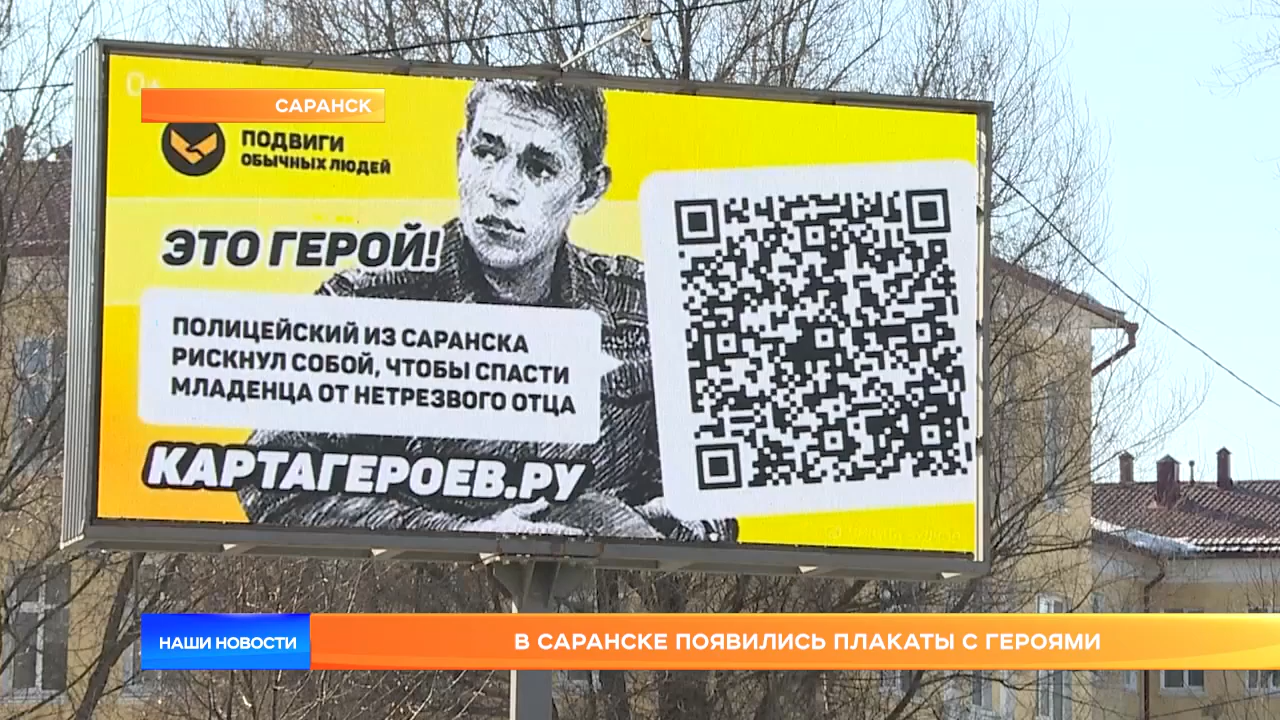 0+
САРАНСК
ПОДВИГИ
ОБЫЧНЫХ ЛЮДЕЙ
ЭТО ГЕРОЙ!
ПОЛИЦЕЙСКИЙ ИЗ САРАНСКА
РИСКНУЛ СОБОЙ, ЧТОБЫ СПАСТИ
МЛАДЕНЦА ОТ НЕТРЕЗВОГО ОТЦА
КАРТАГЕРОЕВ.РУ
НАШИ НОВОСТИ
В САРАНСКЕ ПОЯВИЛИСЬ ПЛАКАТЫ С ГЕРОЯМИ